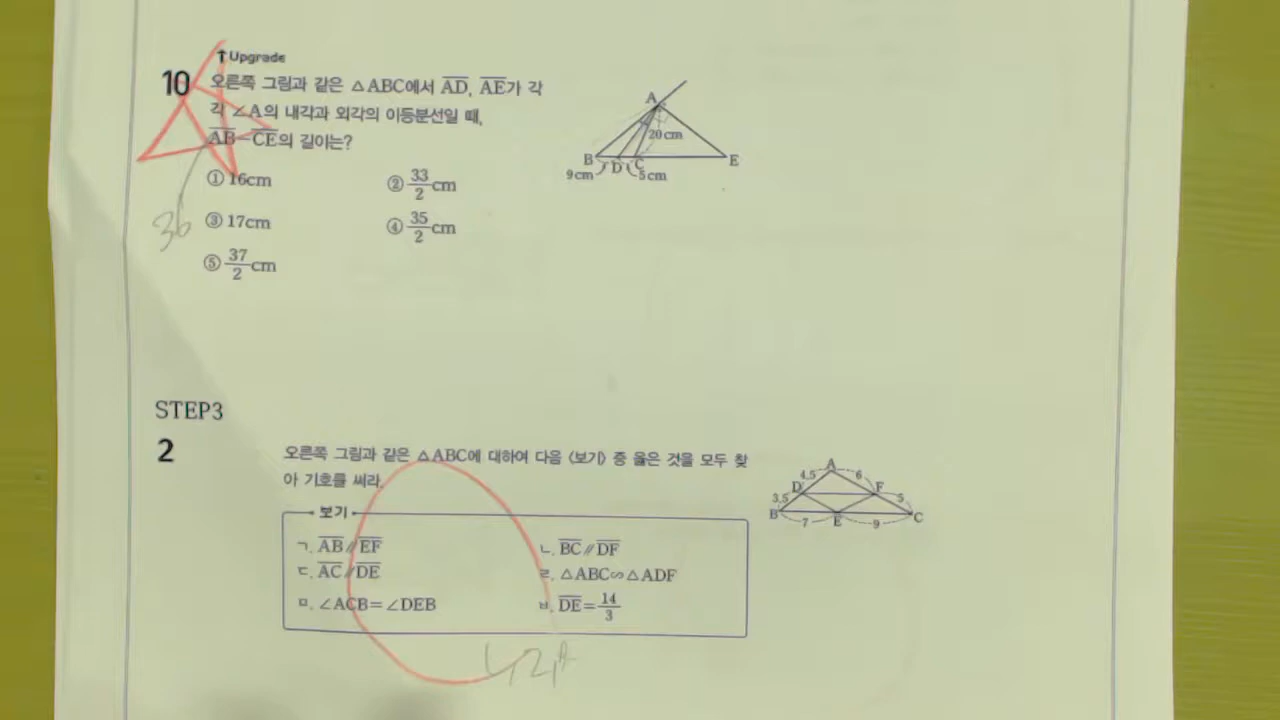 ↑Upgrade
10 오른쪽 그림과 같은 △ABC에서 AD, AE가 각
각 ∠A의 내각과 외각의 이등분선일 때,
AB-CE의 길이는?
① 16cm
② 33/2 cm
③ 17cm
④ 35/2 cm
⑤ 37/2 cm
36
A
20cm
B D C E
9cm 5cm
STEP3
2 오른쪽 그림과 같은 △ABC에 대하여 다음 <보기> 중 옳은 것을 모두 찾
아 기호를 써라.
보기
ㄱ. AB∥EF
ㄴ. BC∥DF
ㄷ. AC∥DE
ㄹ. △ABC∽△ADF
ㅁ. ∠ACB=∠DEB
ㅂ. DE=14/3
A
4.5 6
D F
3.5 5
B E C
7 9